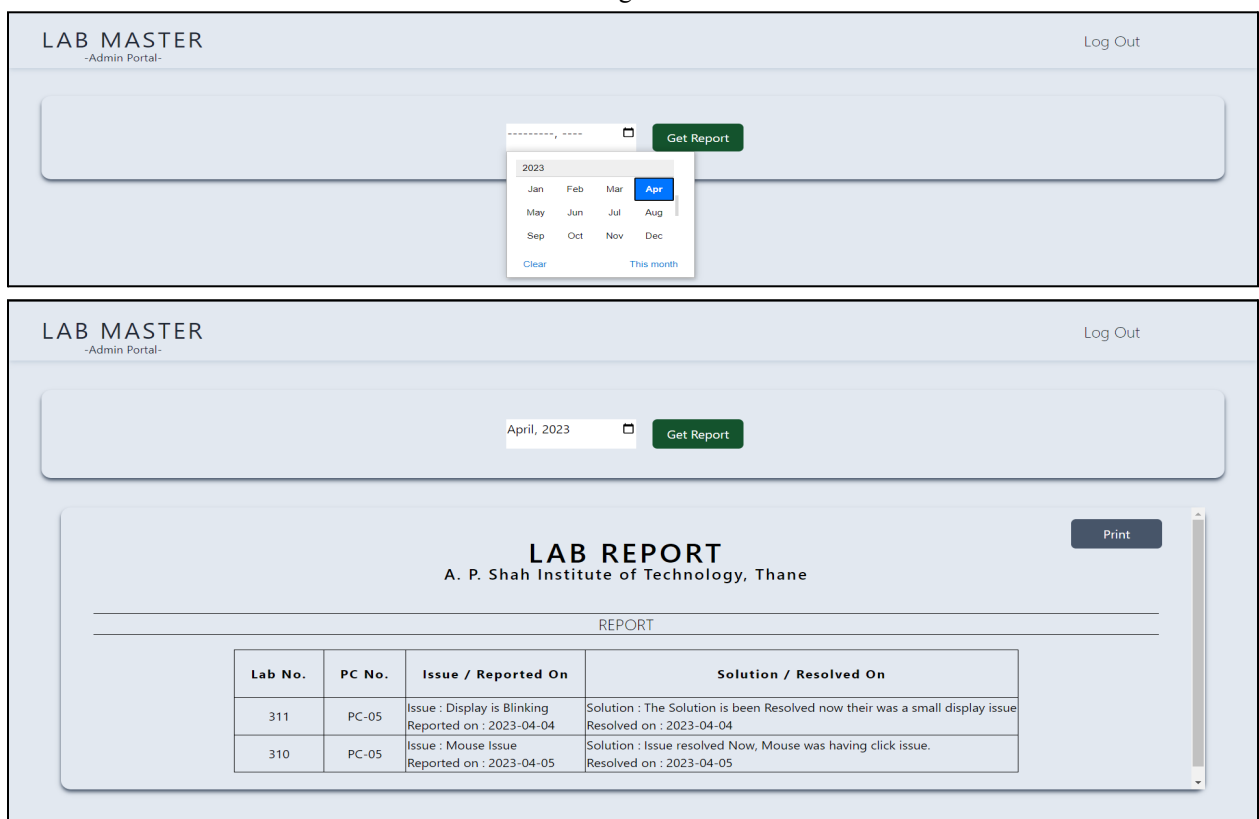 LAB MASTER
-Admin Portal-
Log Out
---------, ----
Get Report
2023
Jan Feb Mar Apr
May Jun Jul Aug
Sep Oct Nov Dec
Clear This month
LAB MASTER
-Admin Portal-
Log Out
April, 2023
Get Report
Print
LAB REPORT
A. P. Shah Institute of Technology, Thane
REPORT
Lab No. PC No. Issue / Reported On Solution / Resolved On
311 PC-05 Issue : Display is Blinking Solution : The Solution is been Resolved now their was a small display issue
Reported on : 2023-04-04 Resolved on : 2023-04-04
310 PC-05 Issue : Mouse Issue Solution : Issue resolved Now, Mouse was having click issue.
Reported on : 2023-04-05 Resolved on : 2023-04-05